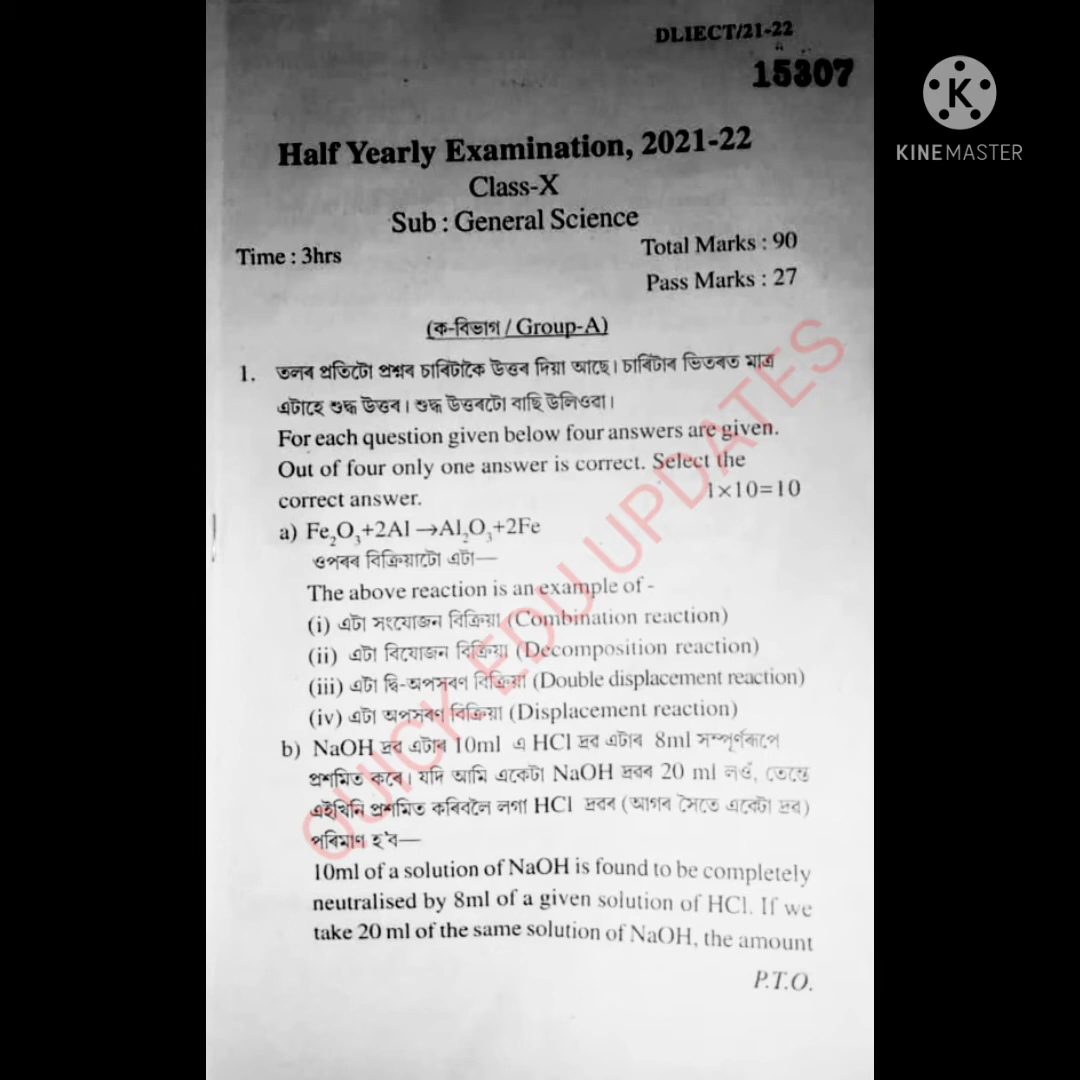 DLIECT/21-22
15307
K
KINEMASTER
Half Yearly Examination, 2021-22
Class-X
Sub : General Science
Time : 3hrs
Total Marks : 90
Pass Marks : 27
(ক-বিভাগ / Group-A)
1. তলৰ প্ৰতিটো প্ৰশ্নৰ চাৰিটাকৈ উত্তৰ দিয়া আছে। চাৰিটাৰ ভিতৰত মাত্ৰ
এটাহে শুদ্ধ উত্তৰ। শুদ্ধ উত্তৰটো বাছি উলিওৱা।
For each question given below four answers are given.
Out of four only one answer is correct. Select the
correct answer. 1×10=10
a) Fe₂O₃+2Al →Al₂O₃+2Fe
ওপৰৰ বিক্ৰিয়াটো এটা—
The above reaction is an example of -
(i) এটা সংযোজন বিক্ৰিয়া (Combination reaction)
(ii) এটা বিযোজন বিক্ৰিয়া (Decomposition reaction)
(iii) এটা দ্বি-অপসৰণ বিক্ৰিয়া (Double displacement reaction)
(iv) এটা অপসৰণ বিক্ৰিয়া (Displacement reaction)
b) NaOH দ্ৰৱ এটাৰ 10ml এ HCl দ্ৰৱ এটাৰ 8ml সম্পূৰ্ণৰূপে
প্ৰশমিত কৰে। যদি আমি একেটা NaOH দ্ৰৱৰ 20 ml লওঁ, তেন্তে
এইখিনি প্ৰশমিত কৰিবলৈ লগা HCl দ্ৰৱৰ (আগৰ সৈতে একেটা দ্ৰৱ)
পৰিমাণ হ'ব—
10ml of a solution of NaOH is found to be completely
neutralised by 8ml of a given solution of HCl. If we
take 20 ml of the same solution of NaOH, the amount
P.T.O.
QUICK EDU UPDATES